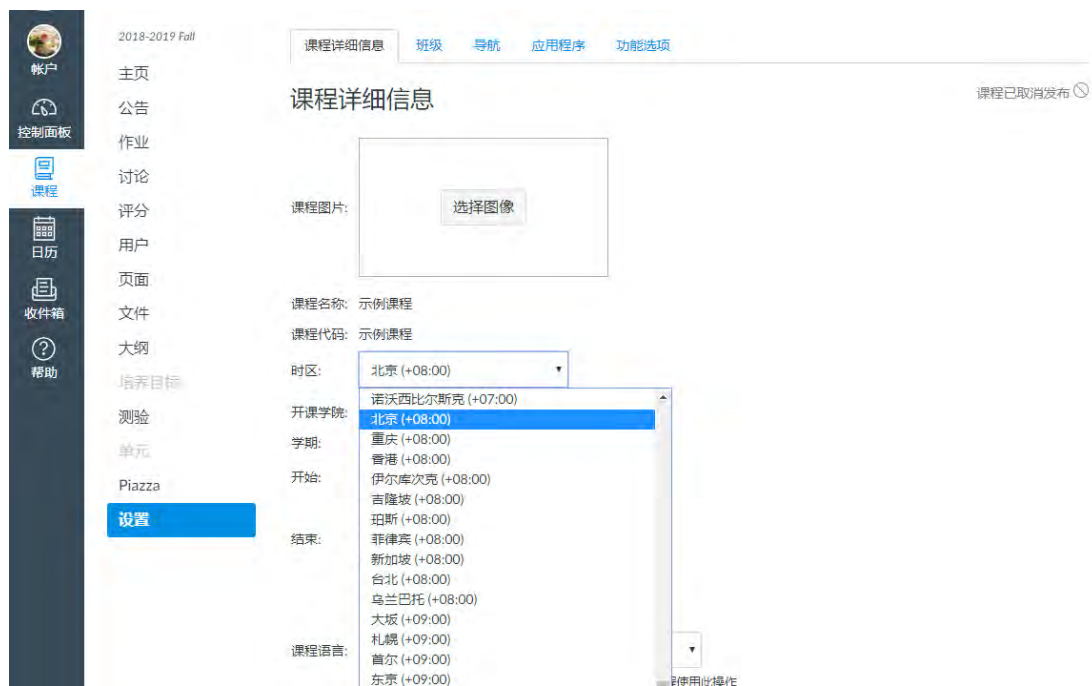 帐户
控制面板
课程
日历
收件箱
帮助
2018-2019 Fall
主页
公告
作业
讨论
评分
用户
页面
文件
大纲
培养目标
测验
单元
Piazza
设置
课程详细信息 班级 导航 应用程序 功能选项
课程详细信息
课程已取消发布
课程图片: 选择图像
课程名称: 示例课程
课程代码: 示例课程
时区: 北京 (+08:00)
开课学院:
学期:
开始:
结束:
诺沃西比尔斯克 (+07:00)
北京 (+08:00)
重庆 (+08:00)
香港 (+08:00)
伊尔库次克 (+08:00)
吉隆坡 (+08:00)
珀斯 (+08:00)
菲律宾 (+08:00)
新加坡 (+08:00)
台北 (+08:00)
乌兰巴托 (+08:00)
大坂 (+09:00)
札幌 (+09:00)
首尔 (+09:00)
东京 (+09:00)
课程语言:
程使用此操作